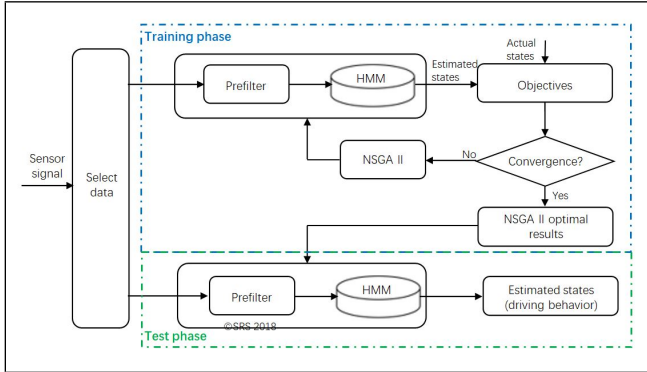 Training phase
Actual
states
Estimated
states
Prefilter
HMM
Objectives
Sensor
signal
Select
data
NSGA II
No
Convergence?
Yes
NSGA II optimal
results
Prefilter
HMM
Estimated states
(driving behavior)
©SRS 2018
Test phase